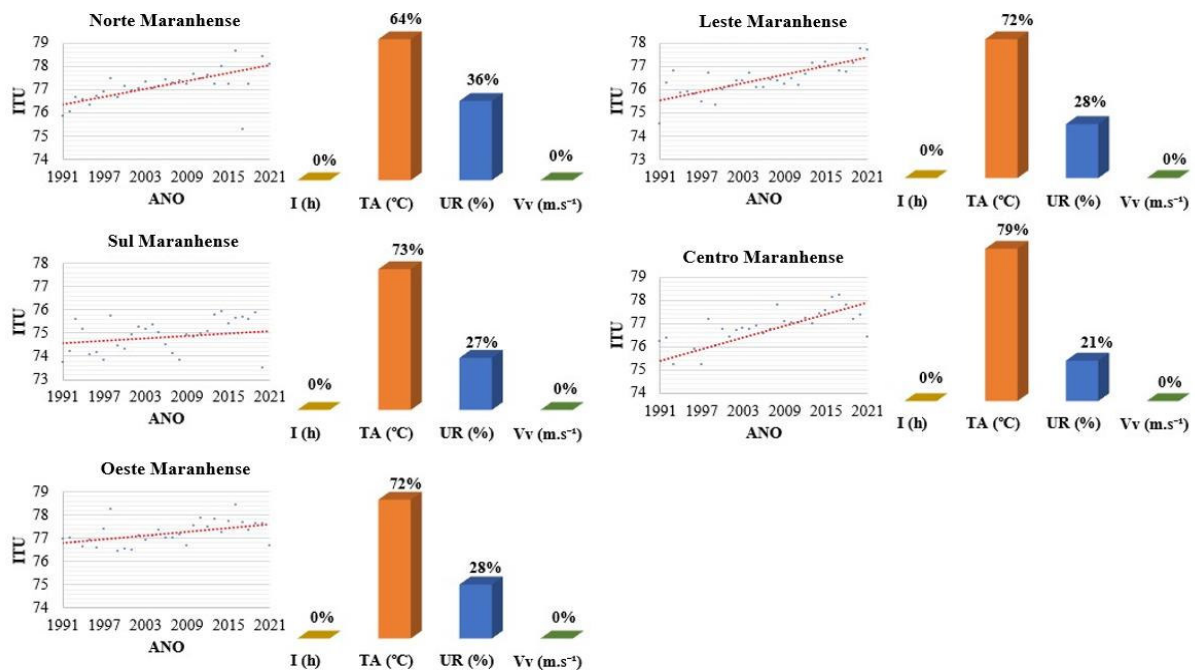 Norte Maranhense
79
78
77
76
75
74
ITU
1991 1997 2003 2009 2015 2021
ANO
0%
64%
36%
0%
I (h) TA (°C) UR (%) Vv (m.s⁻¹)
Leste Maranhense
78
77
76
75
74
73
ITU
1991 1997 2003 2009 2015 2021
ANO
0%
72%
28%
0%
I (h) TA (°C) UR (%) Vv (m.s⁻¹)
Sul Maranhense
78
77
76
75
74
73
ITU
1991 1997 2003 2009 2015 2021
ANO
0%
73%
27%
0%
I (h) TA (°C) UR (%) Vv (m.s⁻¹)
Centro Maranhense
79
78
77
76
75
74
ITU
1991 1997 2003 2009 2015 2021
ANO
0%
79%
21%
0%
I (h) TA (°C) UR (%) Vv (m.s⁻¹)
Oeste Maranhense
79
78
77
76
75
74
ITU
1991 1997 2003 2009 2015 2021
ANO
0%
72%
28%
0%
I (h) TA (°C) UR (%) Vv (m.s⁻¹)